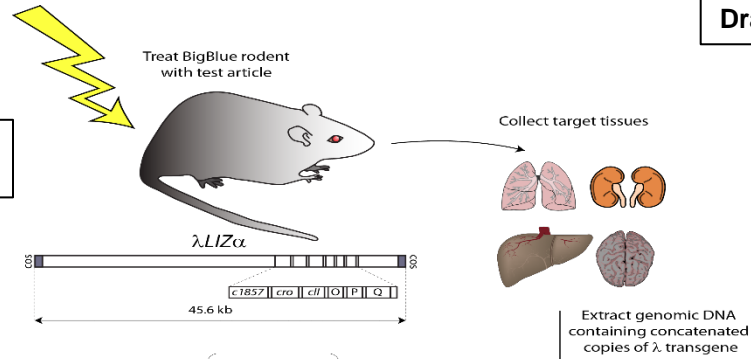 Dra
Treat BigBlue rodent
with test article
Collect target tissues
λLIZα
COS
COS
c1857 cro cll O P Q
45.6 kb
Extract genomic DNA
containing concatenated
copies of λ transgene